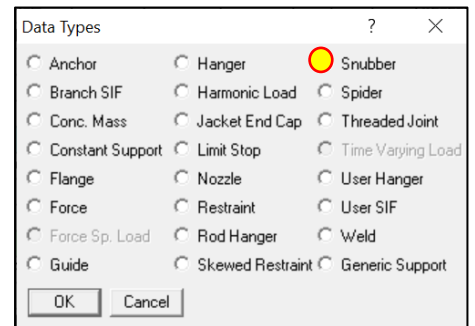 Data Types ? ×
Anchor Hanger Snubber
Branch SIF Harmonic Load Spider
Conc. Mass Jacket End Cap Threaded Joint
Constant Support Limit Stop Time Varying Load
Flange Nozzle User Hanger
Force Restraint User SIF
Force Sp. Load Rod Hanger Weld
Guide Skewed Restraint Generic Support
OK Cancel